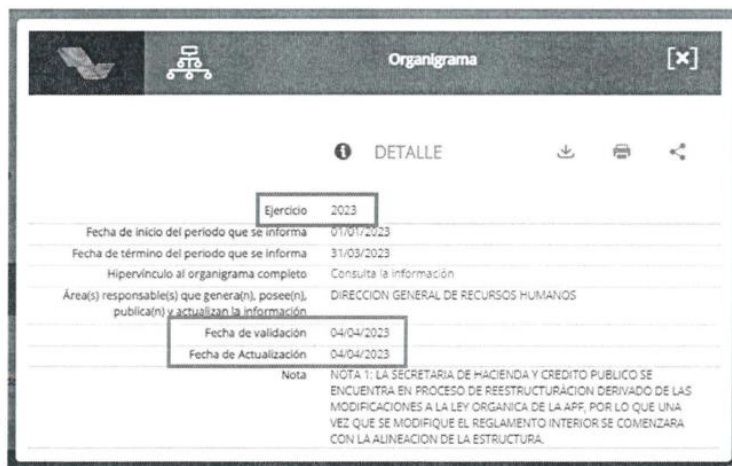 Organigrama
[×]
DETALLE
Ejercicio 2023
Fecha de inicio del periodo que se informa 01/01/2023
Fecha de término del periodo que se informa 31/03/2023
Hipervínculo al organigrama completo Consulta la información
Área(s) responsable(s) que genera(n), posee(n), DIRECCION GENERAL DE RECURSOS HUMANOS
publica(n) y actualizan la información
Fecha de validación 04/04/2023
Fecha de Actualización 04/04/2023
Nota NOTA 1: LA SECRETARIA DE HACIENDA Y CREDITO PUBLICO SE
ENCUENTRA EN PROCESO DE REESTRUCTURACION DERIVADO DE LAS
MODIFICACIONES A LA LEY ORGANICA DE LA APF, POR LO QUE UNA
VEZ QUE SE MODIFIQUE EL REGLAMENTO INTERIOR SE COMENZARA
CON LA ALINEACION DE LA ESTRUCTURA.